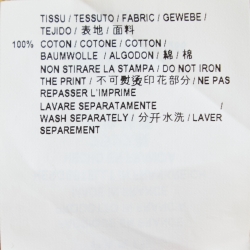 TISSU / TESSUTO / FABRIC / GEWEBE /
TEJIDO / 表地 / 面料
100% COTON / COTONE / COTTON /
BAUMWOLLE / ALGODON / 綿 / 棉
NON STIRARE LA STAMPA / DO NOT IRON
THE PRINT / 不可熨烫印花部分 / NE PAS
REPASSER L'IMPRIME
LAVARE SEPARATAMENTE /
WASH SEPARATELY / 分开水洗 / LAVER
SEPAREMENT